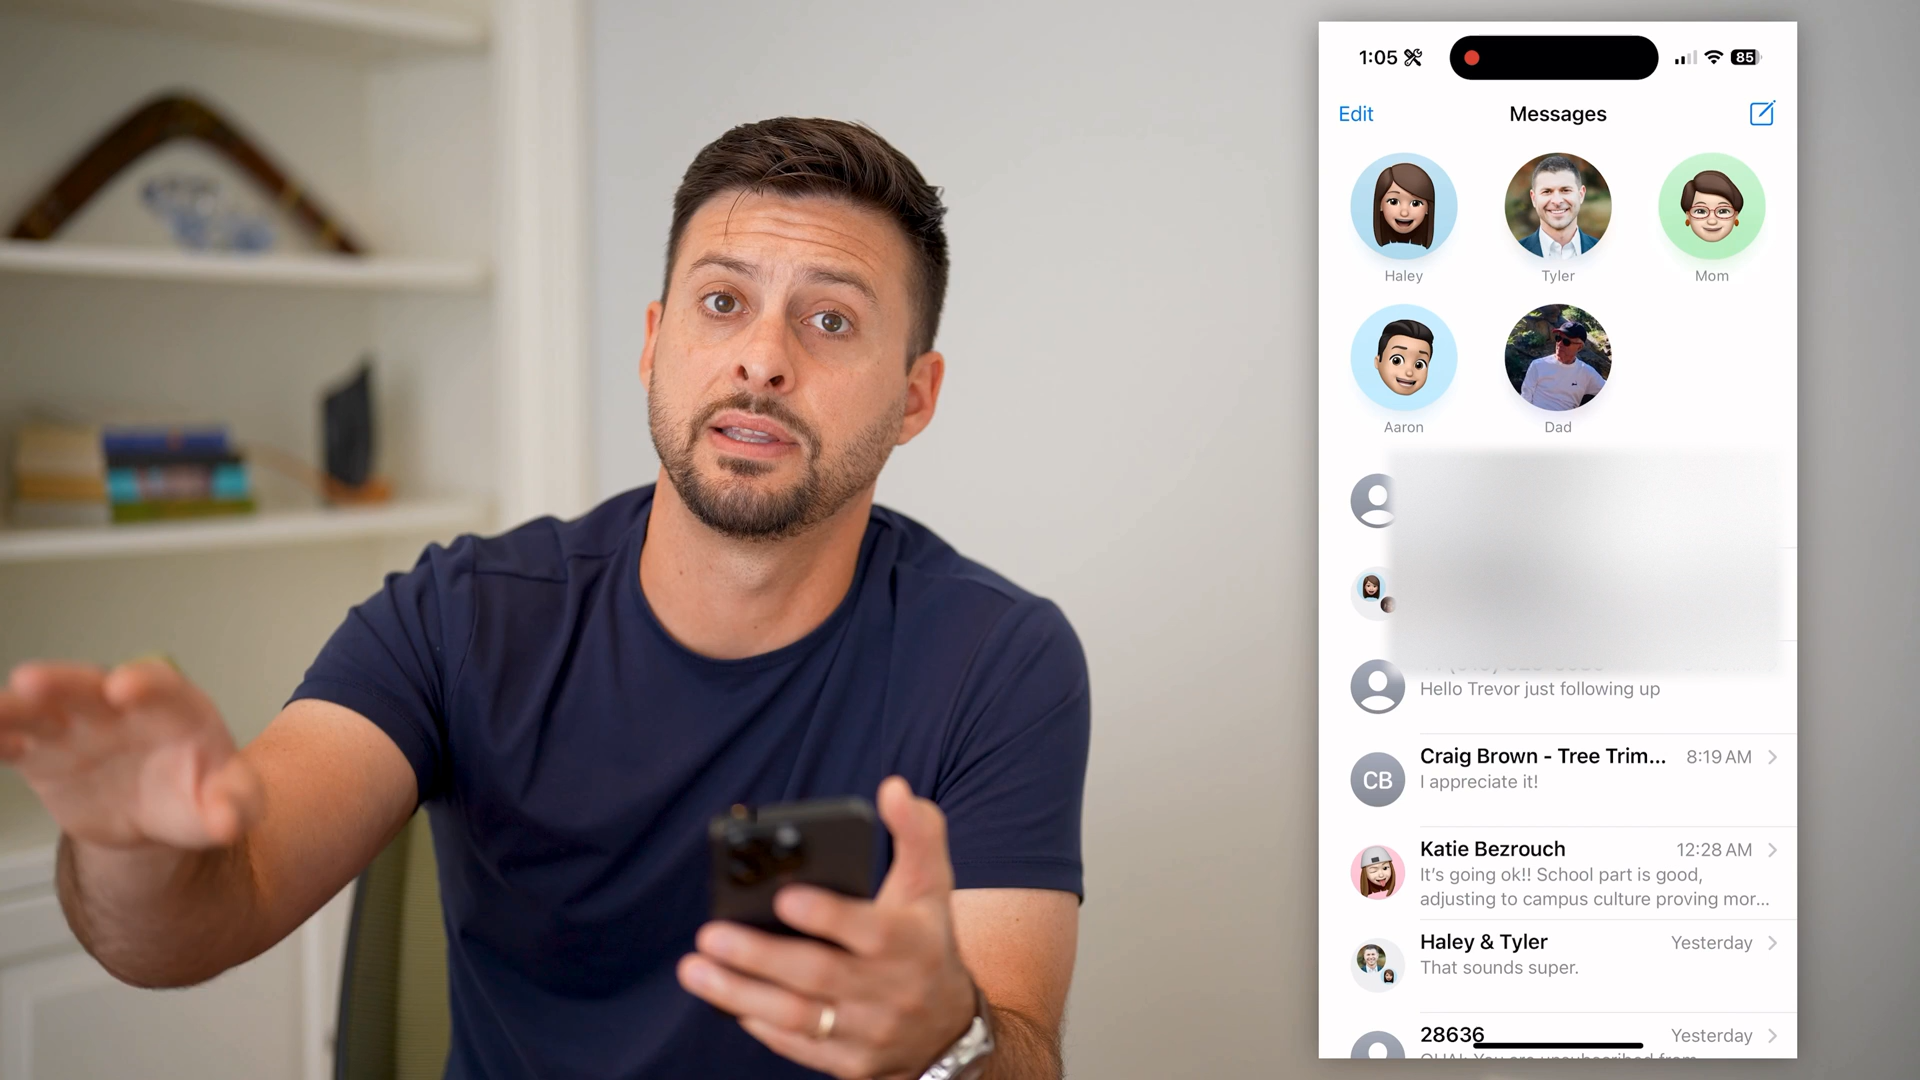 1:05
85
Edit
Messages
Haley
Tyler
Mom
Aaron
Dad
Hello Trevor just following up
Craig Brown - Tree Trim...
8:19 AM
CB
I appreciate it!
Katie Bezrouch
12:28 AM
It's going ok!! School part is good,
adjusting to campus culture proving mor...
Haley & Tyler
Yesterday
That sounds super.
28636
Yesterday